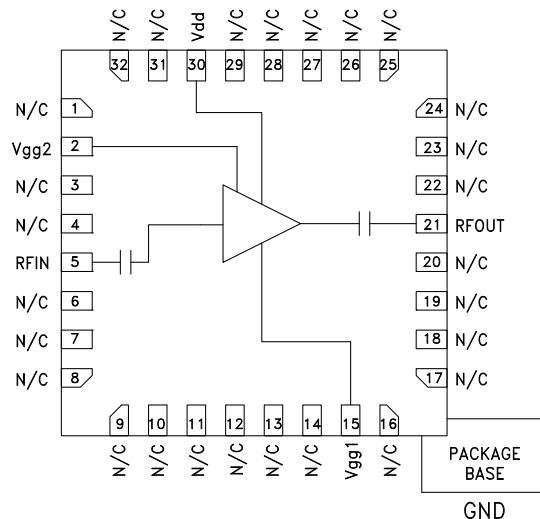 N/C N/C Vdd N/C N/C N/C N/C N/C
32 31 30 29 28 27 26 25
N/C 1
Vgg2 2
N/C 3
N/C 4
RFIN 5
N/C 6
N/C 7
N/C 8
24 N/C
23 N/C
22 N/C
21 RFOUT
20 N/C
19 N/C
18 N/C
17 N/C
9 10 11 12 13 14 15 16
N/C N/C N/C N/C N/C N/C Vgg1 N/C
PACKAGE
BASE
GND